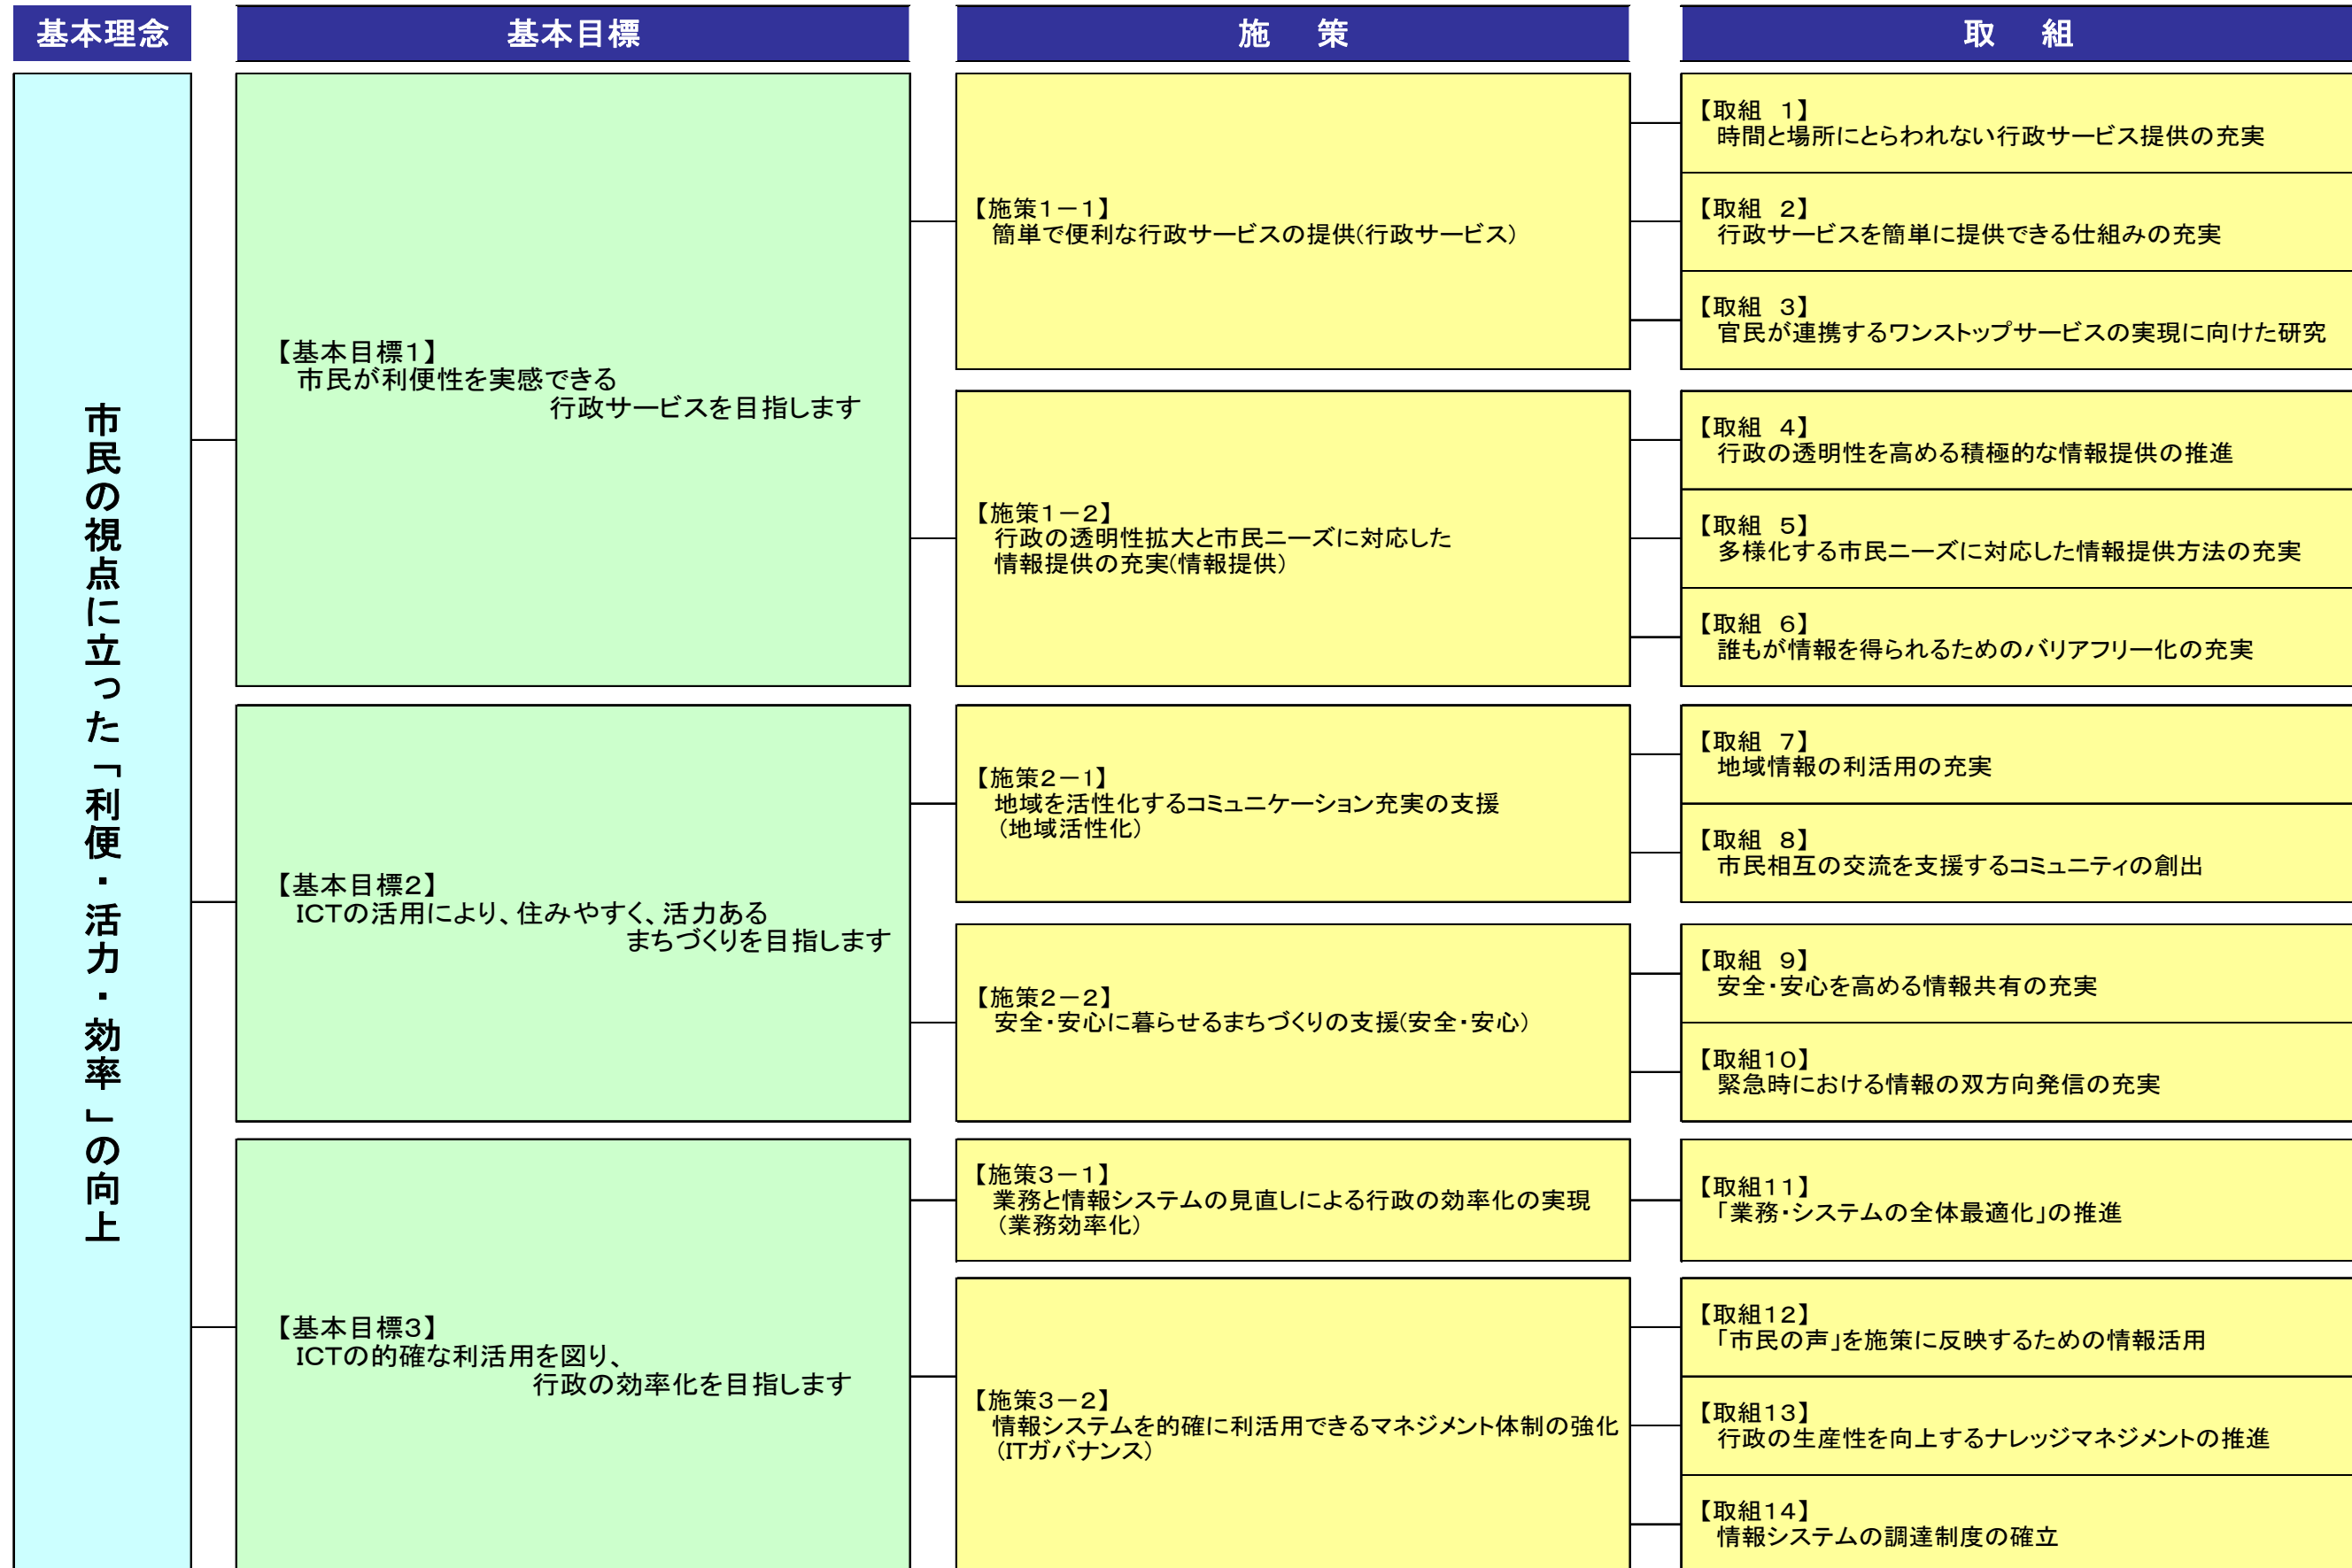 基本理念
基本目標
施　策
取　組
市民の視点に立った「利便・活力・効率」の向上
【基本目標1】
市民が利便性を実感できる
行政サービスを目指します
【施策1－1】
簡単で便利な行政サービスの提供(行政サービス)
【取組　1】
時間と場所にとらわれない行政サービス提供の充実
【取組　2】
行政サービスを簡単に提供できる仕組みの充実
【取組　3】
官民が連携するワンストップサービスの実現に向けた研究
【施策1－2】
行政の透明性拡大と市民ニーズに対応した
情報提供の充実(情報提供)
【取組　4】
行政の透明性を高める積極的な情報提供の推進
【取組　5】
多様化する市民ニーズに対応した情報提供方法の充実
【取組　6】
誰もが情報を得られるためのバリアフリー化の充実
【基本目標2】
ICTの活用により、住みやすく、活力ある
まちづくりを目指します
【施策2－1】
地域を活性化するコミュニケーション充実の支援
(地域活性化)
【取組　7】
地域情報の利活用の充実
【取組　8】
市民相互の交流を支援するコミュニティの創出
【施策2－2】
安全・安心に暮らせるまちづくりの支援(安全・安心)
【取組　9】
安全・安心を高める情報共有の充実
【取組10】
緊急時における情報の双方向発信の充実
【基本目標3】
ICTの的確な利活用を図り、
行政の効率化を目指します
【施策3－1】
業務と情報システムの見直しによる行政の効率化の実現
(業務効率化)
【取組11】
「業務・システムの全体最適化」の推進
【施策3－2】
情報システムを的確に利活用できるマネジメント体制の強化
(ITガバナンス)
【取組12】
「市民の声」を施策に反映するための情報活用
【取組13】
行政の生産性を向上するナレッジマネジメントの推進
【取組14】
情報システムの調達制度の確立